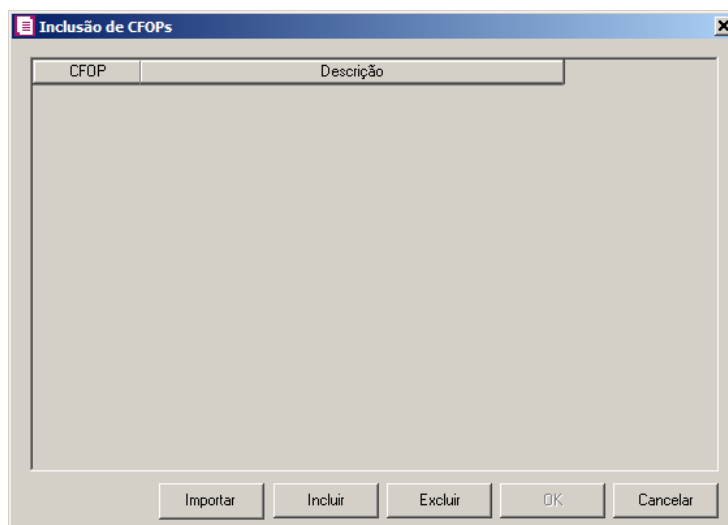 Inclusão de CFOPs
CFOP Descrição
Importar Incluir Excluir OK Cancelar